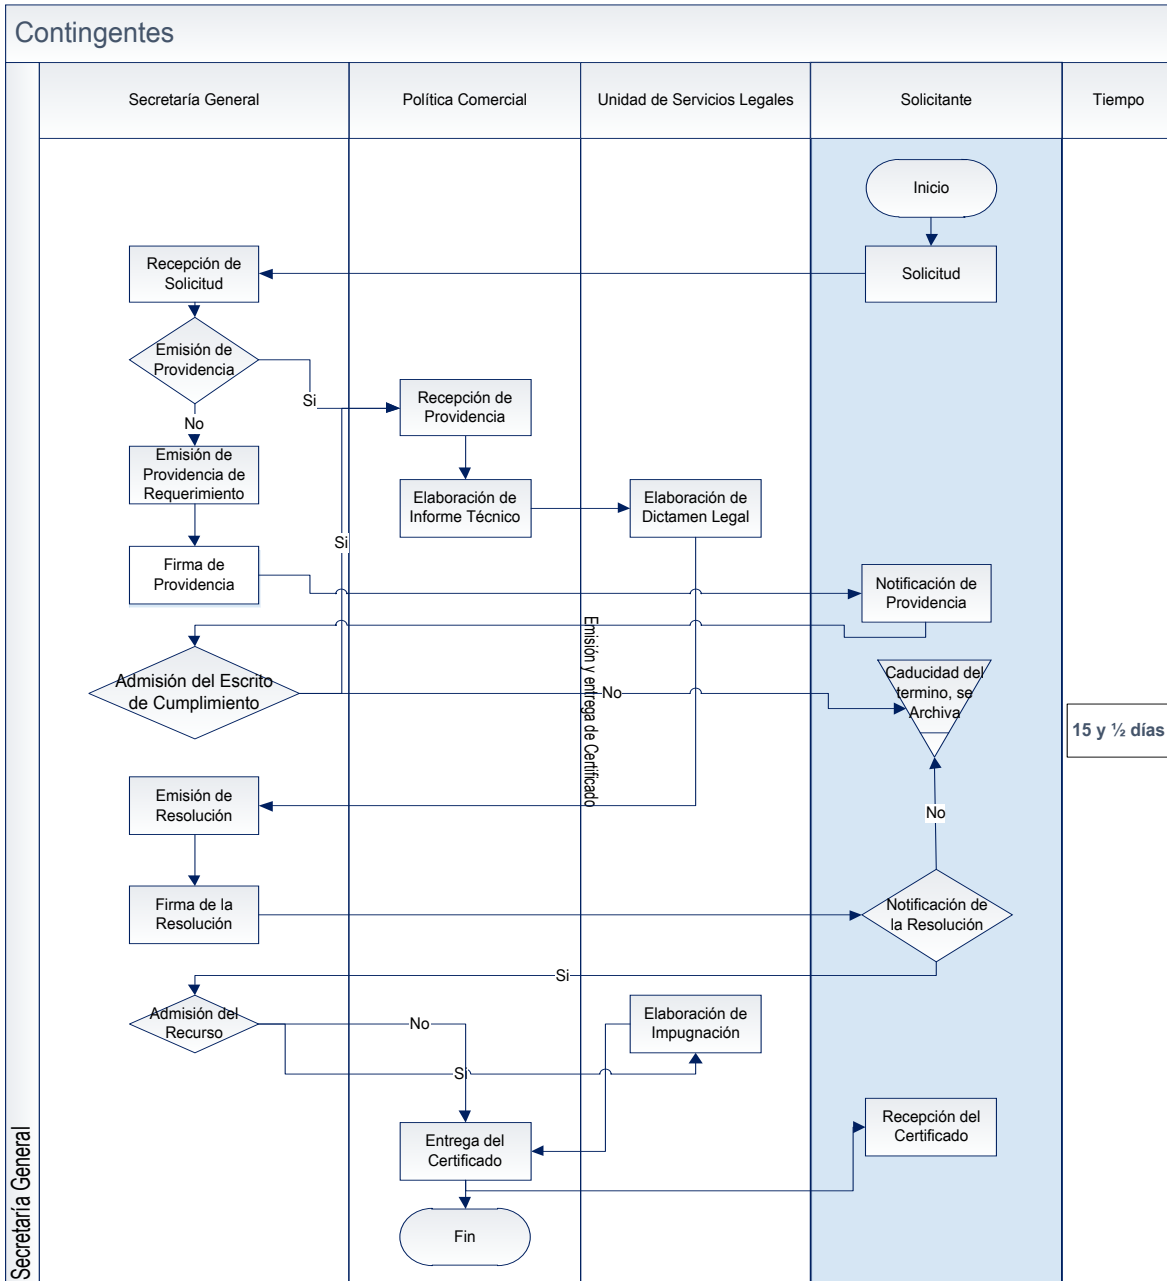 Contingentes
Secretaría General
Política Comercial
Unidad de Servicios Legales
Solicitante
Tiempo
Inicio
Recepción de
Solicitud
Solicitud
Emisión de
Providencia
Si
No
Recepción de
Providencia
Emisión de
Providencia de
Requerimiento
Elaboración de
Informe Técnico
Elaboración de
Dictamen Legal
Si
Firma de
Providencia
Notificación de
Providencia
Emisión y entrega de Certificado
Admisión del Escrito
de Cumplimiento
No
Caducidad del
termino, se
Archiva
15 y ½ días
Emisión de
Resolución
No
Firma de la
Resolución
Notificación de
la Resolución
Si
Admisión del
Recurso
No
Elaboración de
Impugnación
Si
Entrega del
Certificado
Recepción del
Certificado
Fin
Secretaría General